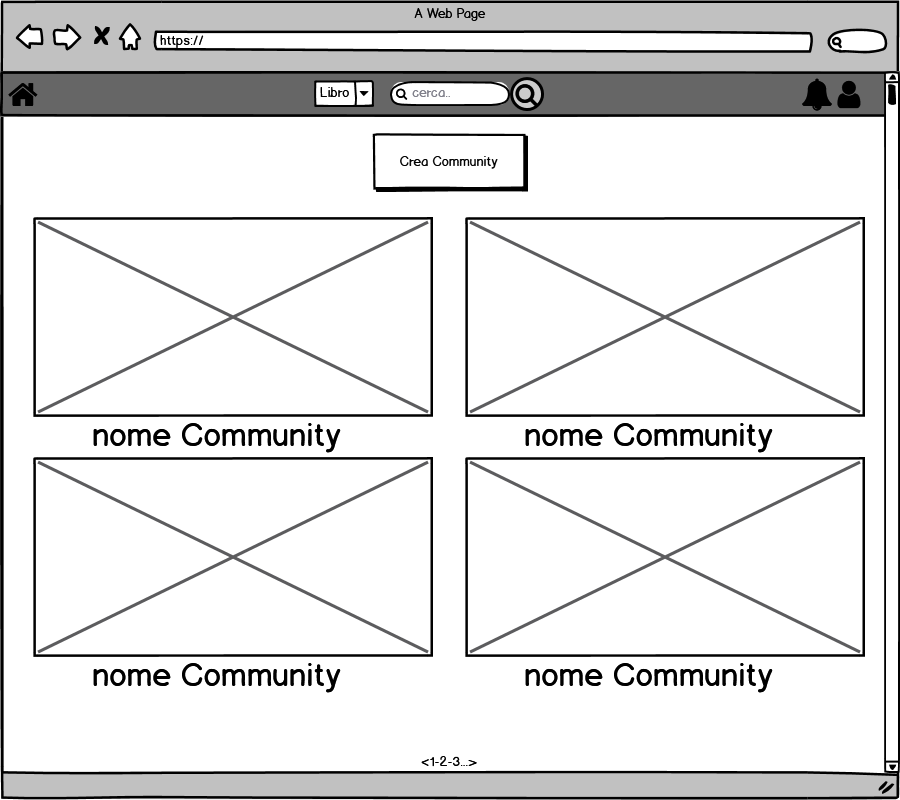 A Web Page
https://
Libro
cerca..
Crea Community
nome Community
nome Community
nome Community
nome Community
<1-2-3...>